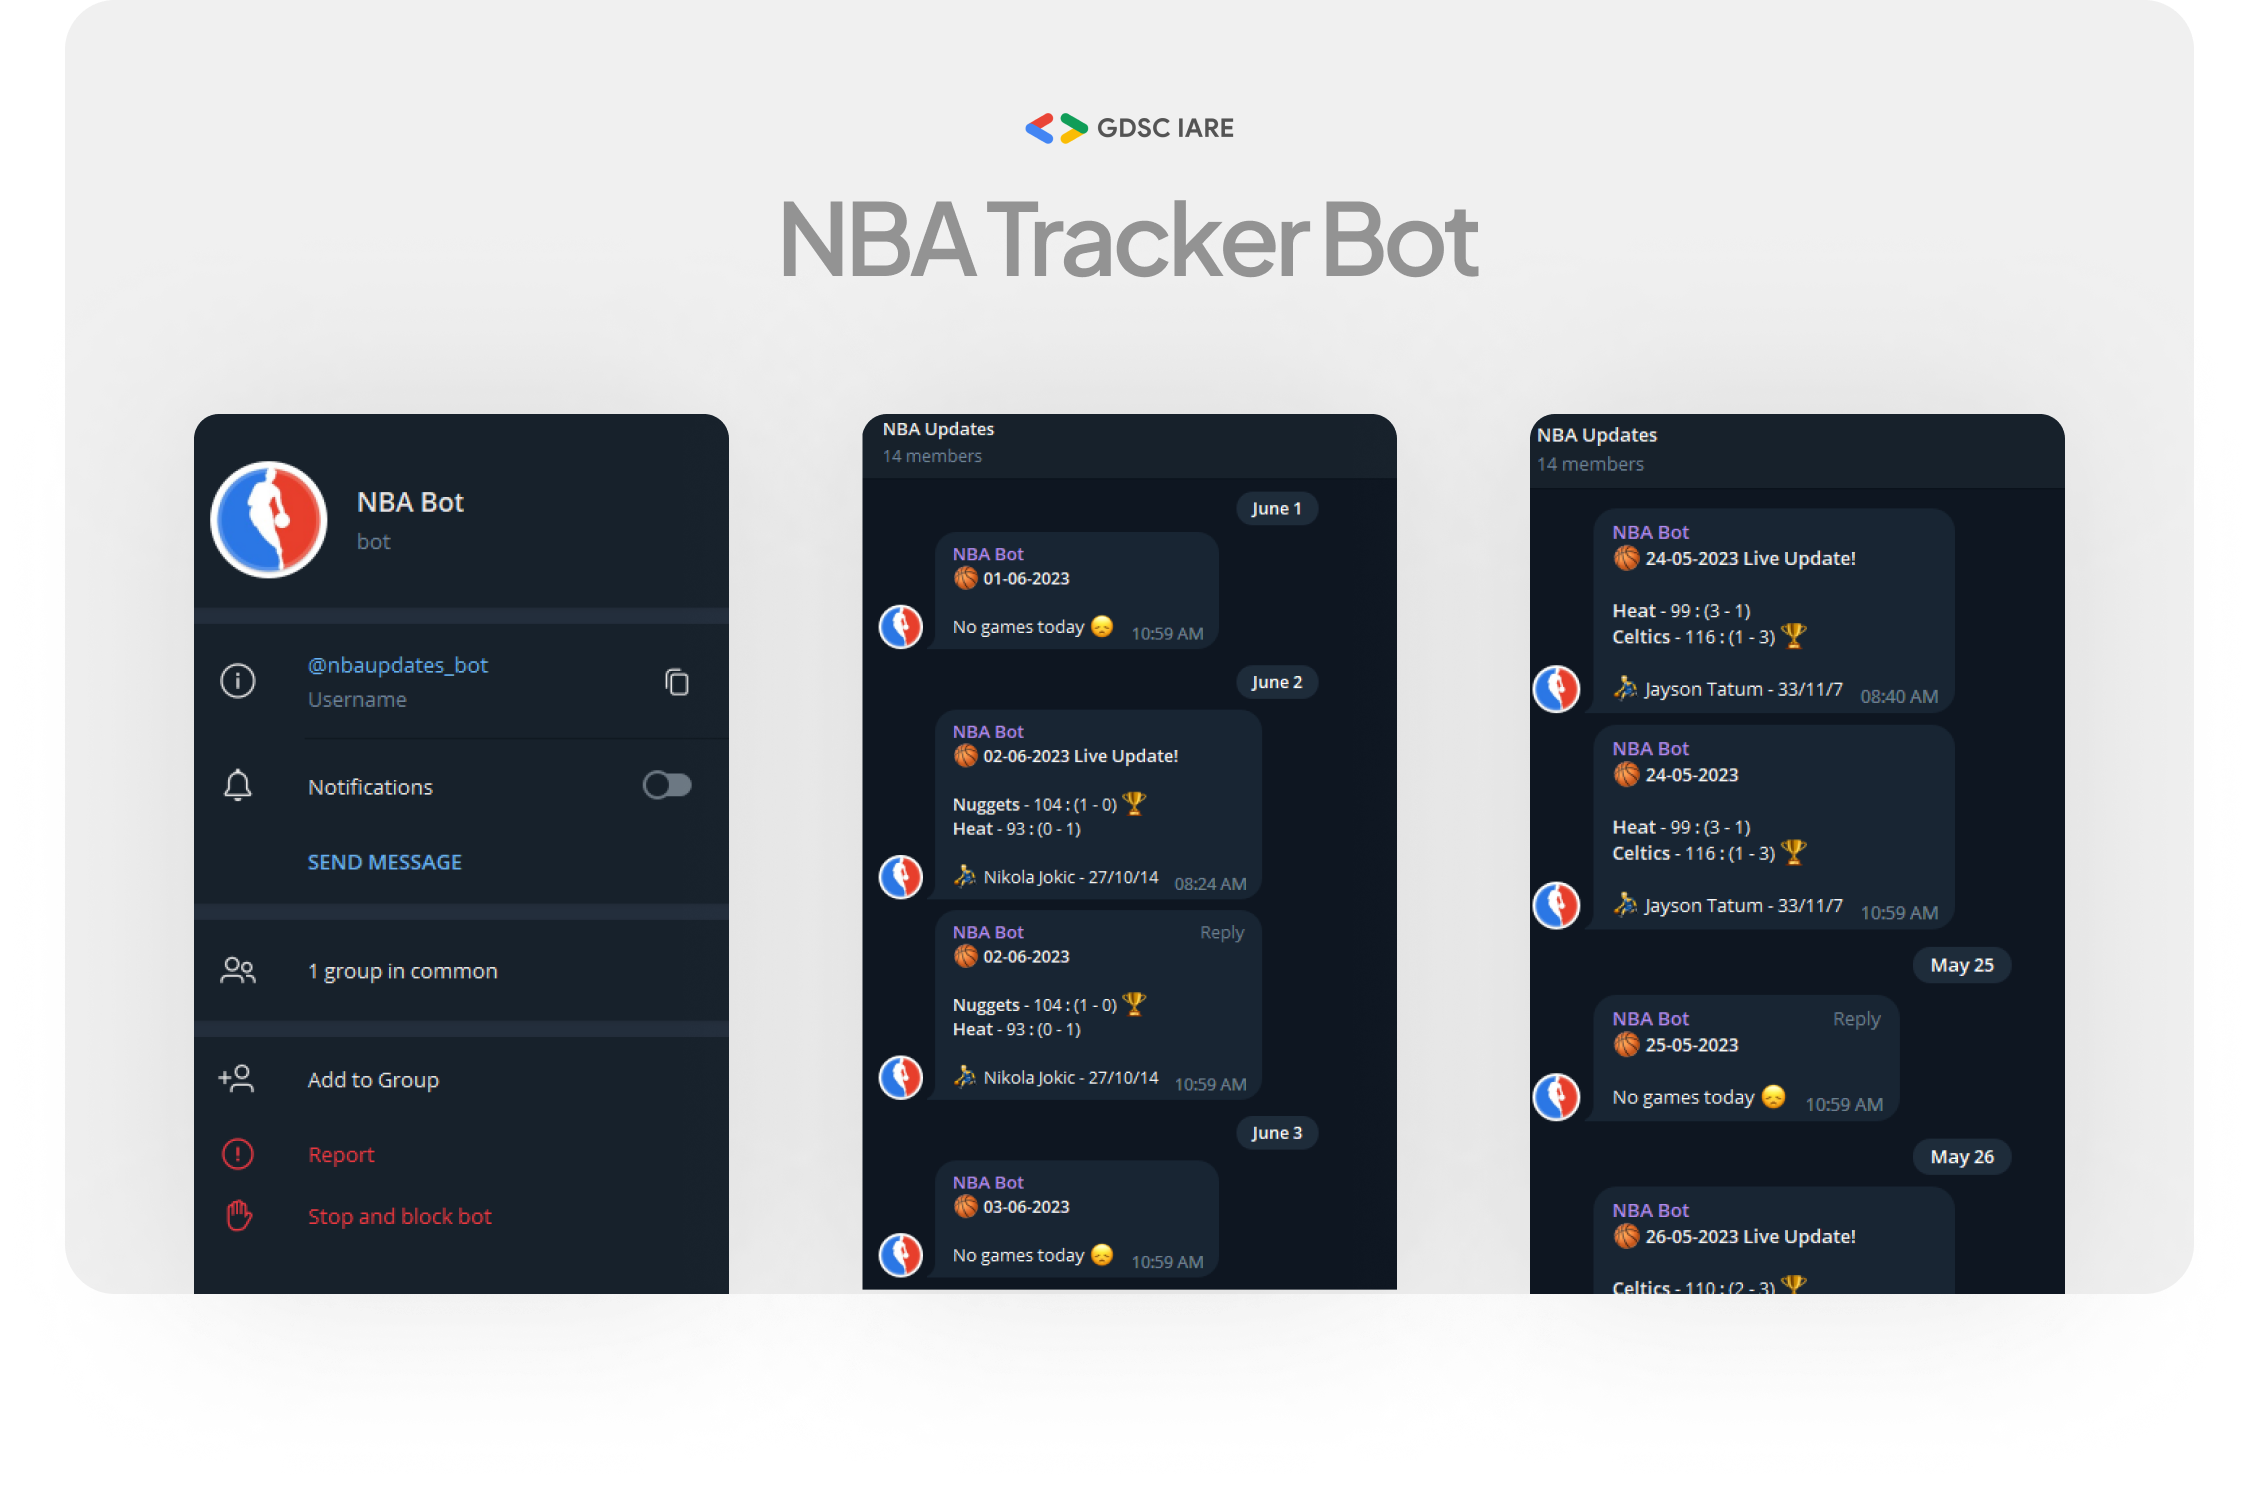 GDSC IARE
NBA Tracker Bot
NBA Bot
bot
@nbaupdates_bot
Username
Notifications
SEND MESSAGE
1 group in common
Add to Group
Report
Stop and block bot
NBA Updates
14 members
June 1
NBA Bot
🏀 01-06-2023
No games today 😞 10:59 AM
June 2
NBA Bot
🏀 02-06-2023 Live Update!
Nuggets - 104 : (1 - 0) 🏆
Heat - 93 : (0 - 1)
⛹️ Nikola Jokic - 27/10/14 08:24 AM
NBA Bot Reply
🏀 02-06-2023
Nuggets - 104 : (1 - 0) 🏆
Heat - 93 : (0 - 1)
⛹️ Nikola Jokic - 27/10/14 10:59 AM
June 3
NBA Bot
🏀 03-06-2023
No games today 😞 10:59 AM
NBA Updates
14 members
NBA Bot
🏀 24-05-2023 Live Update!
Heat - 99 : (3 - 1)
Celtics - 116 : (1 - 3) 🏆
⛹️ Jayson Tatum - 33/11/7 08:40 AM
NBA Bot
🏀 24-05-2023
Heat - 99 : (3 - 1)
Celtics - 116 : (1 - 3) 🏆
⛹️ Jayson Tatum - 33/11/7 10:59 AM
May 25
NBA Bot Reply
🏀 25-05-2023
No games today 😞 10:59 AM
May 26
NBA Bot
🏀 26-05-2023 Live Update!
Celtics - 110 : (2 - 3) 🏆